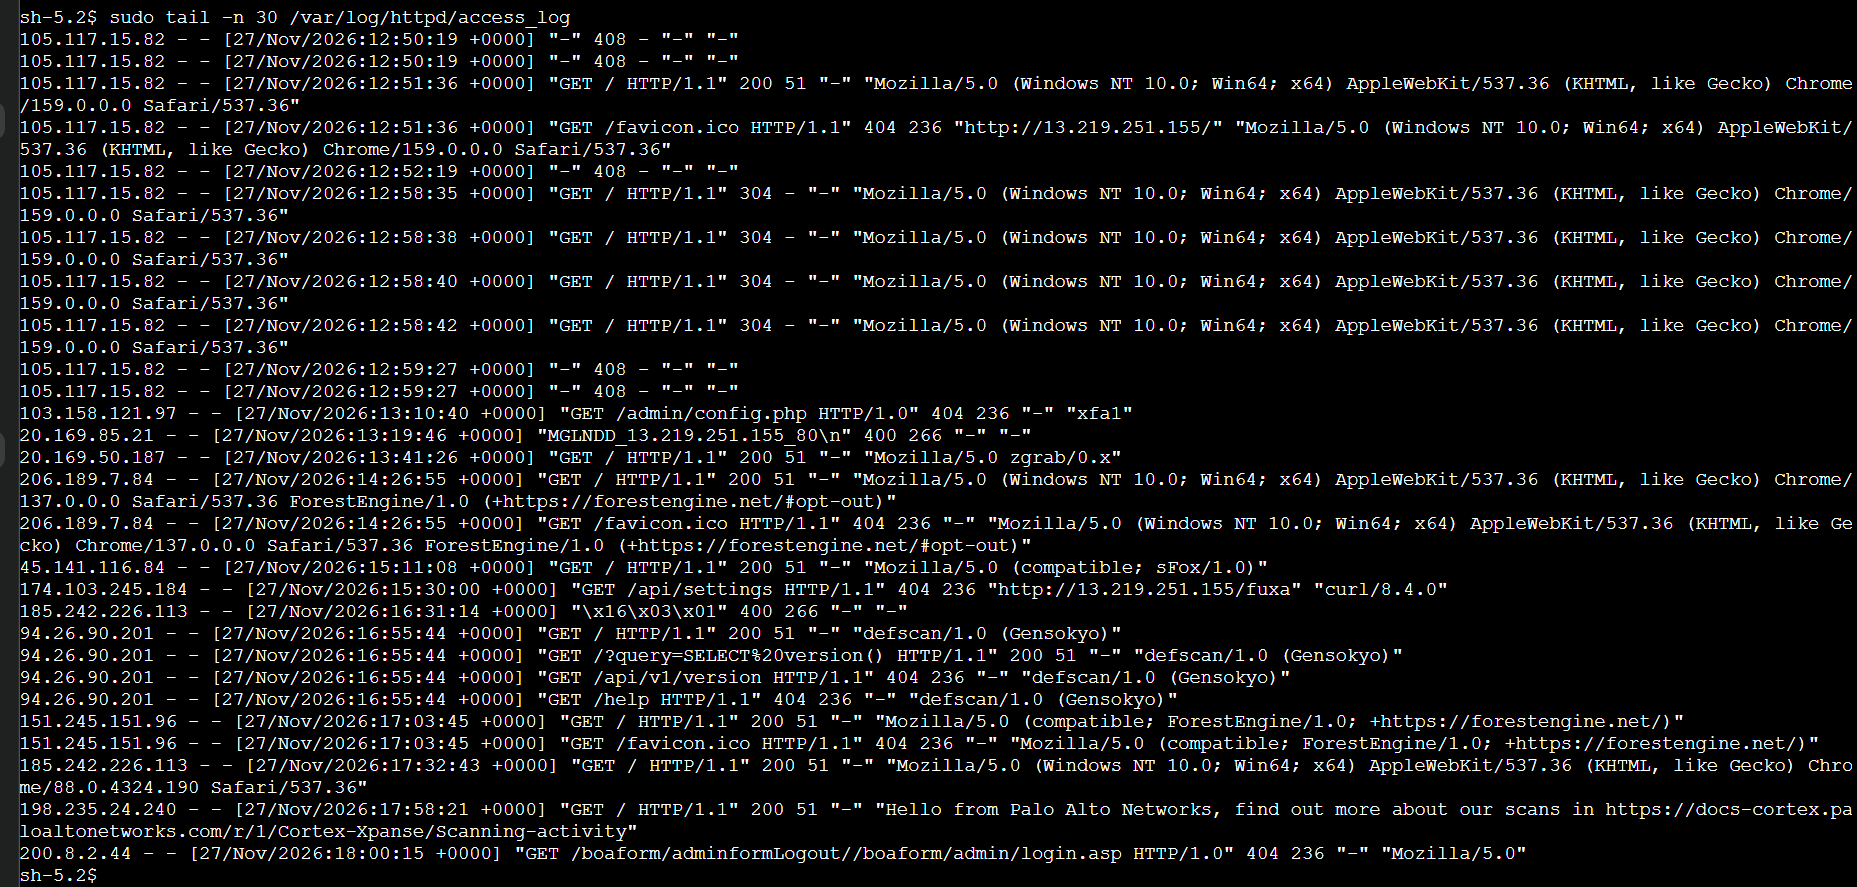 sh-5.2$ sudo tail -n 30 /var/log/httpd/access_log
105.117.15.82 - - [27/Nov/2026:12:50:19 +0000] "-" 408 - "-" "-"
105.117.15.82 - - [27/Nov/2026:12:50:19 +0000] "-" 408 - "-" "-"
105.117.15.82 - - [27/Nov/2026:12:51:36 +0000] "GET / HTTP/1.1" 200 51 "-" "Mozilla/5.0 (Windows NT 10.0; Win64; x64) AppleWebKit/537.36 (KHTML, like Gecko) Chrome
/159.0.0.0 Safari/537.36"
105.117.15.82 - - [27/Nov/2026:12:51:36 +0000] "GET /favicon.ico HTTP/1.1" 404 236 "http://13.219.251.155/" "Mozilla/5.0 (Windows NT 10.0; Win64; x64) AppleWebKit/
537.36 (KHTML, like Gecko) Chrome/159.0.0.0 Safari/537.36"
105.117.15.82 - - [27/Nov/2026:12:52:19 +0000] "-" 408 - "-" "-"
105.117.15.82 - - [27/Nov/2026:12:58:35 +0000] "GET / HTTP/1.1" 304 - "-" "Mozilla/5.0 (Windows NT 10.0; Win64; x64) AppleWebKit/537.36 (KHTML, like Gecko) Chrome/
159.0.0.0 Safari/537.36"
105.117.15.82 - - [27/Nov/2026:12:58:38 +0000] "GET / HTTP/1.1" 304 - "-" "Mozilla/5.0 (Windows NT 10.0; Win64; x64) AppleWebKit/537.36 (KHTML, like Gecko) Chrome/
159.0.0.0 Safari/537.36"
105.117.15.82 - - [27/Nov/2026:12:58:40 +0000] "GET / HTTP/1.1" 304 - "-" "Mozilla/5.0 (Windows NT 10.0; Win64; x64) AppleWebKit/537.36 (KHTML, like Gecko) Chrome/
159.0.0.0 Safari/537.36"
105.117.15.82 - - [27/Nov/2026:12:58:42 +0000] "GET / HTTP/1.1" 304 - "-" "Mozilla/5.0 (Windows NT 10.0; Win64; x64) AppleWebKit/537.36 (KHTML, like Gecko) Chrome/
159.0.0.0 Safari/537.36"
105.117.15.82 - - [27/Nov/2026:12:59:27 +0000] "-" 408 - "-" "-"
105.117.15.82 - - [27/Nov/2026:12:59:27 +0000] "-" 408 - "-" "-"
103.158.121.97 - - [27/Nov/2026:13:10:40 +0000] "GET /admin/config.php HTTP/1.0" 404 236 "-" "xfa1"
20.169.85.21 - - [27/Nov/2026:13:19:46 +0000] "MGLNDD_13.219.251.155_80\n" 400 266 "-" "-"
20.169.50.187 - - [27/Nov/2026:13:41:26 +0000] "GET / HTTP/1.1" 200 51 "-" "Mozilla/5.0 zgrab/0.x"
206.189.7.84 - - [27/Nov/2026:14:26:55 +0000] "GET / HTTP/1.1" 200 51 "-" "Mozilla/5.0 (Windows NT 10.0; Win64; x64) AppleWebKit/537.36 (KHTML, like Gecko) Chrome/
137.0.0.0 Safari/537.36 ForestEngine/1.0 (+https://forestengine.net/#opt-out)"
206.189.7.84 - - [27/Nov/2026:14:26:55 +0000] "GET /favicon.ico HTTP/1.1" 404 236 "-" "Mozilla/5.0 (Windows NT 10.0; Win64; x64) AppleWebKit/537.36 (KHTML, like Ge
cko) Chrome/137.0.0.0 Safari/537.36 ForestEngine/1.0 (+https://forestengine.net/#opt-out)"
45.141.116.84 - - [27/Nov/2026:15:11:08 +0000] "GET / HTTP/1.1" 200 51 "-" "Mozilla/5.0 (compatible; sFox/1.0)"
174.103.245.184 - - [27/Nov/2026:15:30:00 +0000] "GET /api/settings HTTP/1.1" 404 236 "http://13.219.251.155/fuxa" "curl/8.4.0"
185.242.226.113 - - [27/Nov/2026:16:31:14 +0000] "\x16\x03\x01" 400 266 "-" "-"
94.26.90.201 - - [27/Nov/2026:16:55:44 +0000] "GET / HTTP/1.1" 200 51 "-" "defscan/1.0 (Gensokyo)"
94.26.90.201 - - [27/Nov/2026:16:55:44 +0000] "GET /?query=SELECT%20version() HTTP/1.1" 200 51 "-" "defscan/1.0 (Gensokyo)"
94.26.90.201 - - [27/Nov/2026:16:55:44 +0000] "GET /api/v1/version HTTP/1.1" 404 236 "-" "defscan/1.0 (Gensokyo)"
94.26.90.201 - - [27/Nov/2026:16:55:44 +0000] "GET /help HTTP/1.1" 404 236 "-" "defscan/1.0 (Gensokyo)"
151.245.151.96 - - [27/Nov/2026:17:03:45 +0000] "GET / HTTP/1.1" 200 51 "-" "Mozilla/5.0 (compatible; ForestEngine/1.0; +https://forestengine.net/)"
151.245.151.96 - - [27/Nov/2026:17:03:45 +0000] "GET /favicon.ico HTTP/1.1" 404 236 "-" "Mozilla/5.0 (compatible; ForestEngine/1.0; +https://forestengine.net/)"
185.242.226.113 - - [27/Nov/2026:17:32:43 +0000] "GET / HTTP/1.1" 200 51 "-" "Mozilla/5.0 (Windows NT 10.0; Win64; x64) AppleWebKit/537.36 (KHTML, like Gecko) Chro
me/88.0.4324.190 Safari/537.36"
198.235.24.240 - - [27/Nov/2026:17:58:21 +0000] "GET / HTTP/1.1" 200 51 "-" "Hello from Palo Alto Networks, find out more about our scans in https://docs-cortex.pa
loaltonetworks.com/r/1/Cortex-Xpanse/Scanning-activity"
200.8.2.44 - - [27/Nov/2026:18:00:15 +0000] "GET /boaform/adminformLogout//boaform/admin/login.asp HTTP/1.0" 404 236 "-" "Mozilla/5.0"
sh-5.2$